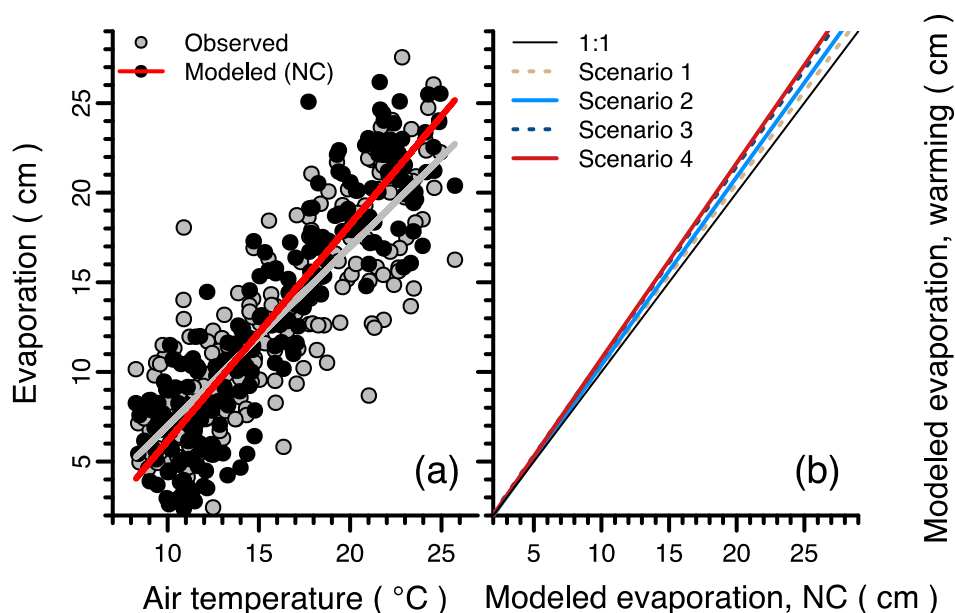 Observed
Modeled (NC)
Evaporation ( cm )
25
20
15
10
5
(a)
10
15
20
25
Air temperature ( °C )
1:1
Scenario 1
Scenario 2
Scenario 3
Scenario 4
(b)
5
10
15
20
25
Modeled evaporation, NC ( cm )
Modeled evaporation, warming ( cm )